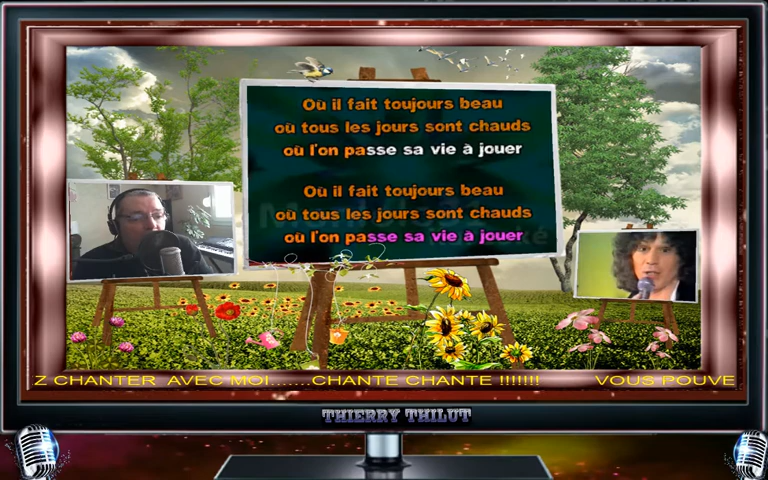 Où il fait toujours beau
où tous les jours sont chauds
où l'on passe sa vie à jouer
Où il fait toujours beau
où tous les jours sont chauds
où l'on passe sa vie à jouer
Z CHANTER AVEC MOI.......CHANTE CHANTE !!!!!!! VOUS POUVE
THIERRY THILUT